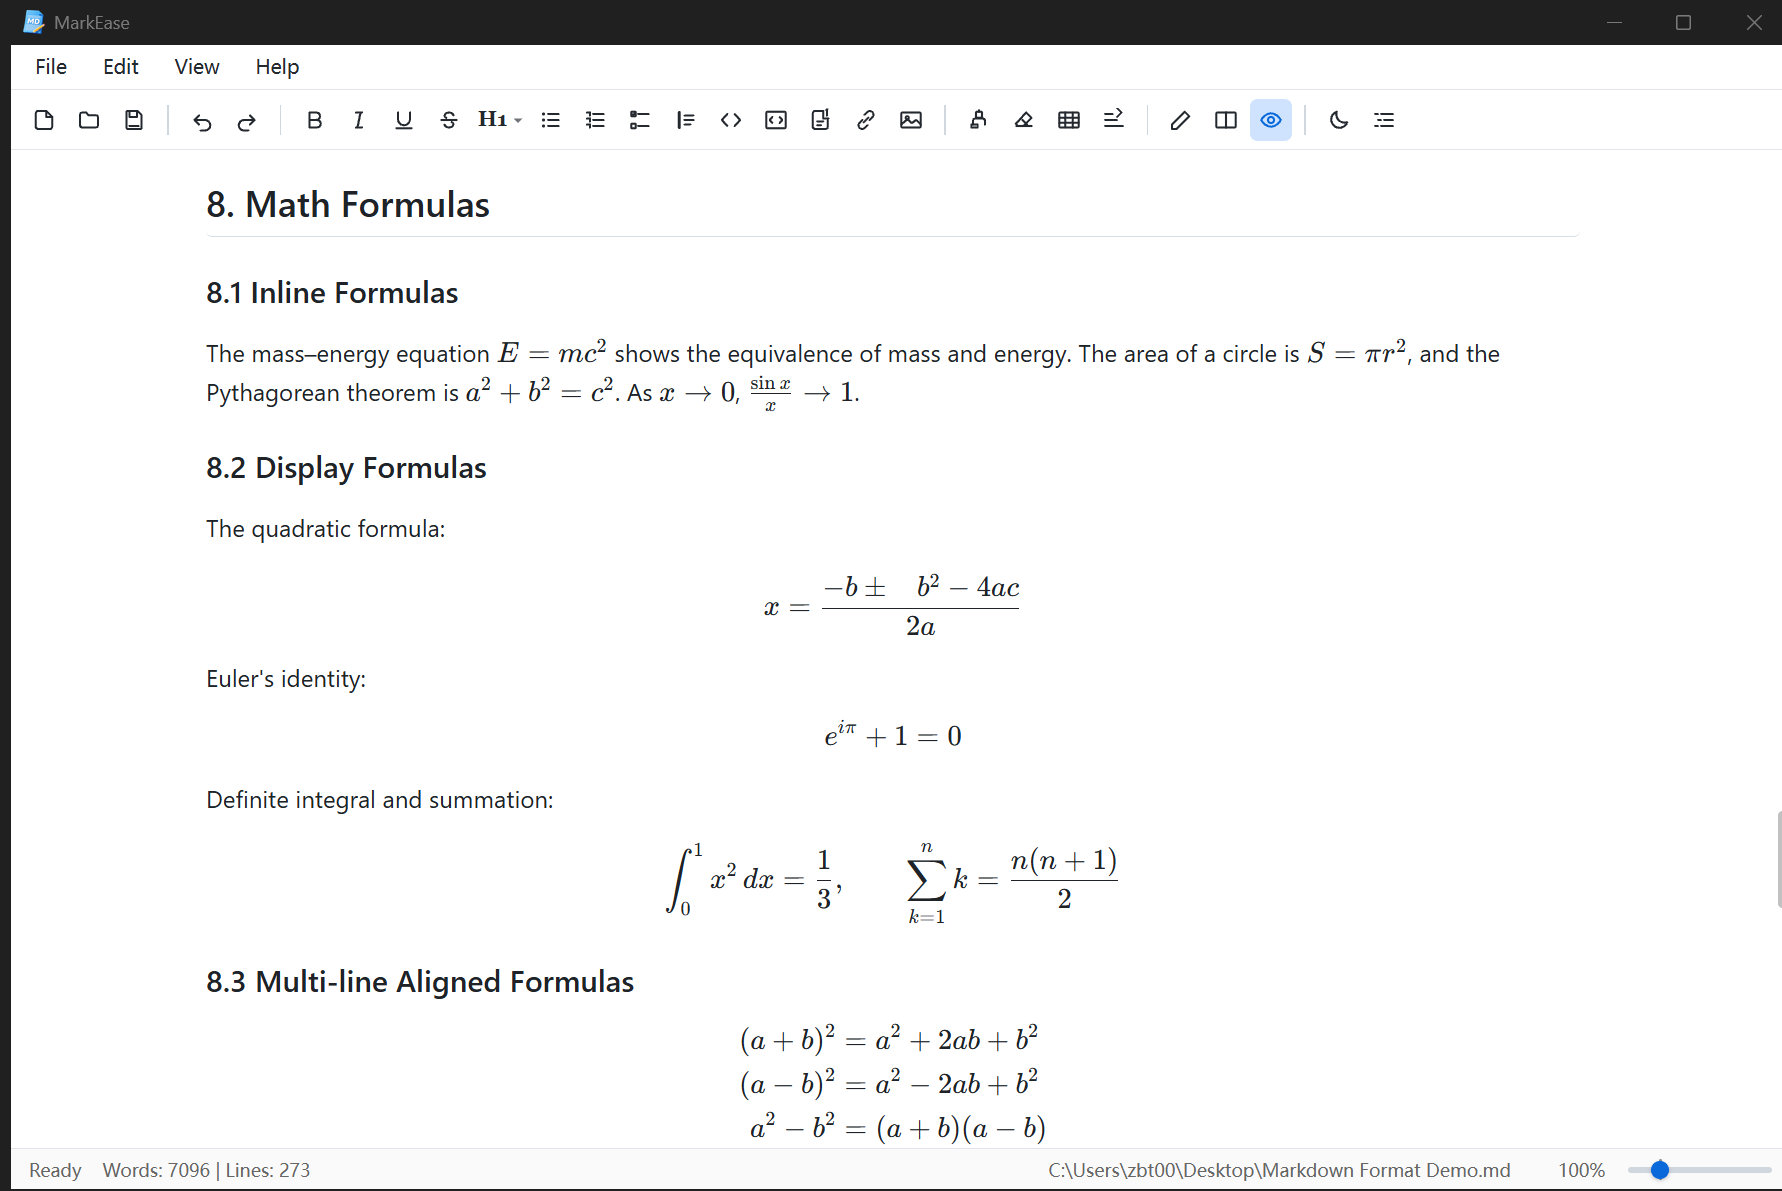 MarkEase
File Edit View Help
B I U S H1
8. Math Formulas
8.1 Inline Formulas
The mass–energy equation E = mc² shows the equivalence of mass and energy. The area of a circle is S = πr², and the
Pythagorean theorem is a² + b² = c². As x → 0, sin x / x → 1.
8.2 Display Formulas
The quadratic formula:
x = (−b ± b² − 4ac) / 2a
Euler's identity:
e^{iπ} + 1 = 0
Definite integral and summation:
∫₀¹ x² dx = 1/3, ∑_{k=1}^{n} k = n(n + 1) / 2
8.3 Multi-line Aligned Formulas
(a + b)² = a² + 2ab + b²
(a − b)² = a² − 2ab + b²
a² − b² = (a + b)(a − b)
Ready Words: 7096 | Lines: 273 C:\Users\zbt00\Desktop\Markdown Format Demo.md 100%